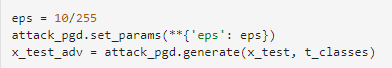 eps = 10/255
attack_pgd.set_params(**{'eps': eps})
x_test_adv = attack_pgd.generate(x_test, t_classes)